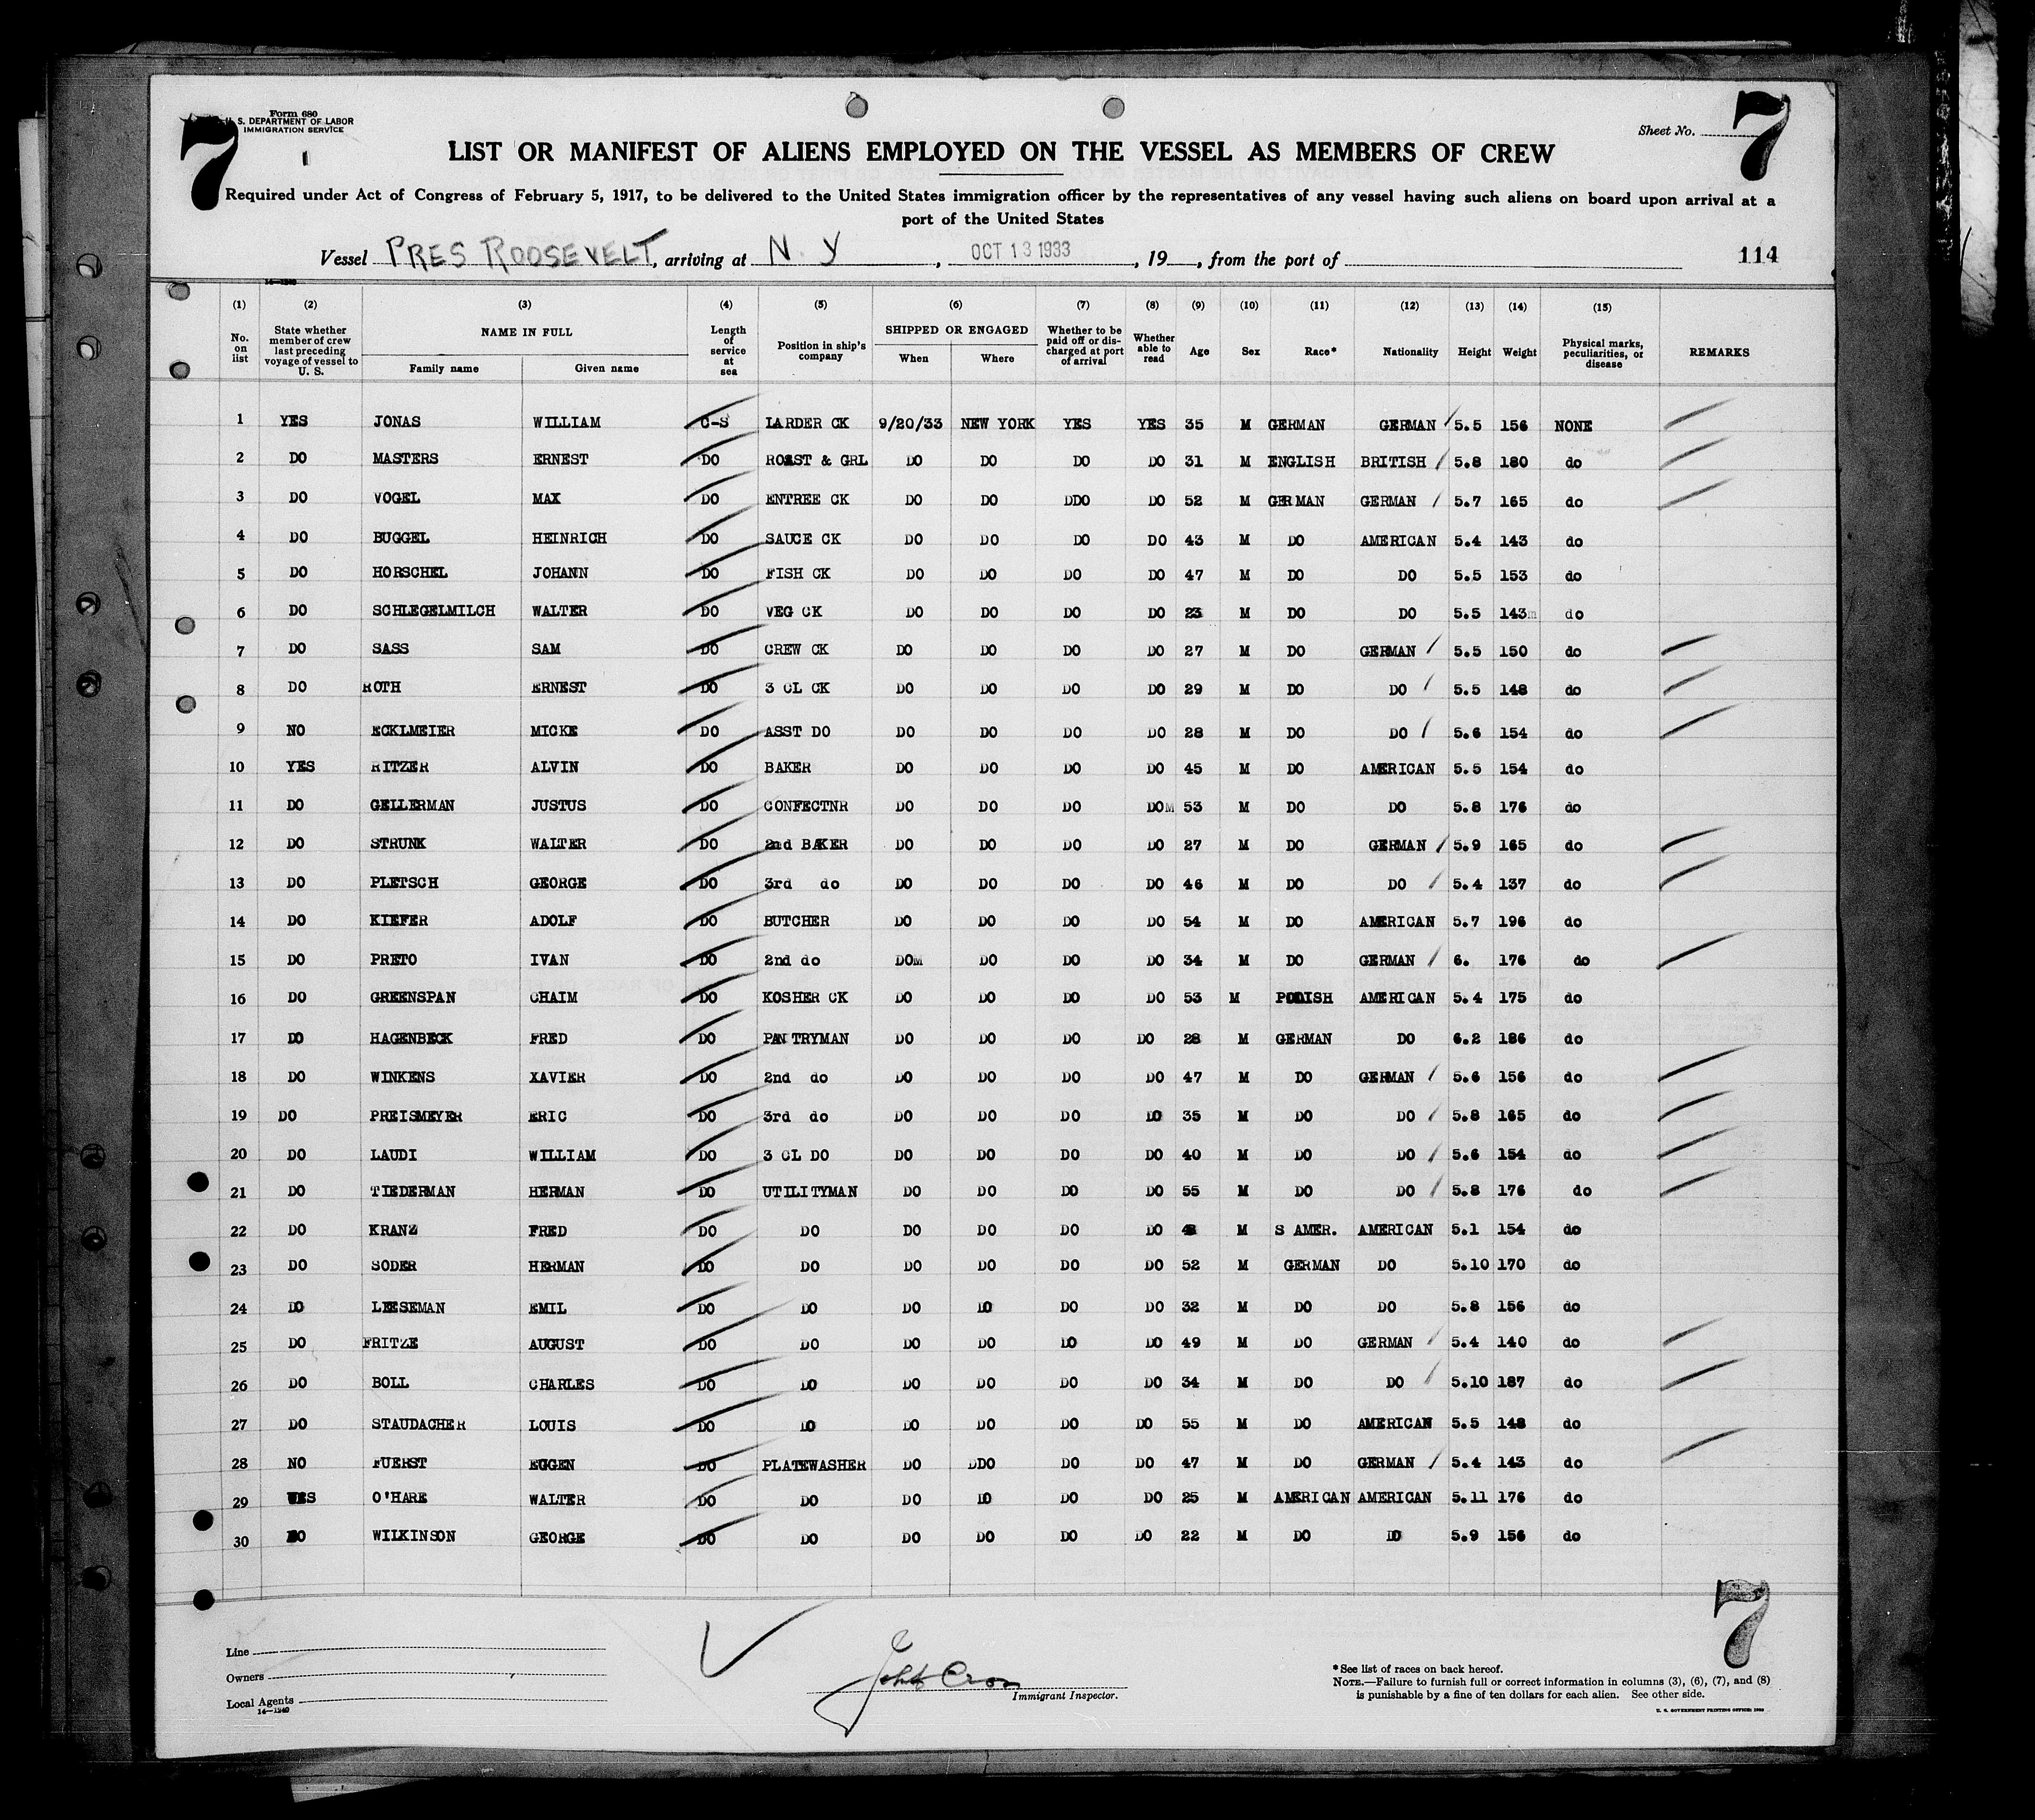 7
Form 680
U. S. DEPARTMENT OF LABOR
IMMIGRATION SERVICE
Sheet No. 7
LIST OR MANIFEST OF ALIENS EMPLOYED ON THE VESSEL AS MEMBERS OF CREW
Required under Act of Congress of February 5, 1917, to be delivered to the United States immigration officer by the representatives of any vessel having such aliens on board upon arrival at a
port of the United States
Vessel PRES ROOSEVELT, arriving at N. Y, OCT 13 1933, 19, from the port of 114
14—1240
(1) (2) (3) (4) (5) (6) (7) (8) (9) (10) (11) (12) (13) (14) (15)
No. on list State whether member of crew last preceding voyage of vessel to U. S. NAME IN FULL Family name Given name Length of service at sea Position in ship's company SHIPPED OR ENGAGED When Where Whether to be paid off or discharged at port of arrival Whether able to read Age Sex Race* Nationality Height Weight Physical marks, peculiarities, or disease REMARKS
1 YES JONAS WILLIAM C-S LARDER CK 9/20/33 NEW YORK YES YES 35 M GERMAN GERMAN 5.5 156 NONE
2 DO MASTERS ERNEST DO ROAST & GRL DO DO DO DO 31 M ENGLISH BRITISH 5.8 180 do
3 DO VOGEL MAX DO ENTREE CK DO DO DDO DO 52 M GERMAN GERMAN 5.7 165 do
4 DO BUGGEL HEINRICH DO SAUCE CK DO DO DO DO 43 M DO AMERICAN 5.4 143 do
5 DO HORSCHEL JOHANN DO FISH CK DO DO DO DO 47 M DO DO 5.5 153 do
6 DO SCHLEGELMILCH WALTER DO VEG CK DO DO DO DO 23 M DO DO 5.5 143 do
7 DO SASS SAM DO CREW CK DO DO DO DO 27 M DO GERMAN 5.5 150 do
8 DO ROTH ERNEST DO 3 CL CK DO DO DO DO 29 M DO DO 5.5 148 do
9 NO ECKLMEIER MICKE DO ASST DO DO DO DO DO 28 M DO DO 5.6 154 do
10 YES RITZER ALVIN DO BAKER DO DO DO DO 45 M DO AMERICAN 5.5 154 do
11 DO GELLERMAN JUSTUS DO CONFECTNR DO DO DO DOM 53 M DO DO 5.8 176 do
12 DO STRUNK WALTER DO 2nd BAKER DO DO DO DO 27 M DO GERMAN 5.9 165 do
13 DO PLETSCH GEORGE DO 3rd do DO DO DO DO 46 M DO DO 5.4 137 do
14 DO KIEFER ADOLF DO BUTCHER DO DO DO DO 54 M DO AMERICAN 5.7 196 do
15 DO PRETO IVAN DO 2nd do DOM DO DO DO 34 M DO GERMAN 6. 176 do
16 DO GREENSPAN CHAIM DO KOSHER CK DO DO DO DO 53 M POLISH AMERICAN 5.4 175 do
17 DO HAGENBECK FRED DO PANTRYMAN DO DO DO DO 28 M GERMAN DO 6.2 186 do
18 DO WINKENS XAVIER DO 2nd do DO DO DO DO 47 M DO GERMAN 5.6 156 do
19 DO PREISMEYER ERIC DO 3rd do DO DO DO DO 35 M DO DO 5.8 165 do
20 DO LAUDI WILLIAM DO 3 CL DO DO DO DO DO 40 M DO DO 5.6 154 do
21 DO TIEDERMAN HERMAN DO UTILITYMAN DO DO DO DO 55 M DO DO 5.8 176 do
22 DO KRANZ FRED DO DO DO DO DO DO M S AMER. AMERICAN 5.1 154 do
23 DO SODER HERMAN DO DO DO DO DO DO 52 M GERMAN DO 5.10 170 do
24 DO LEESEMAN EMIL DO DO DO DO DO DO 32 M DO DO 5.8 156 do
25 DO FRITZE AUGUST DO DO DO DO DO DO 49 M DO GERMAN 5.4 140 do
26 DO BOLL CHARLES DO DO DO DO DO DO 34 M DO DO 5.10 187 do
27 DO STAUDACHER LOUIS DO DO DO DO DO DO 55 M DO AMERICAN 5.5 148 do
28 NO FUERST EGGEN DO PLATEWASHER DO DDO DO DO 47 M DO GERMAN 5.4 143 do
29 YES O'HARE WALTER DO DO DO DO DO DO 25 M AMERICAN AMERICAN 5.11 176 do
30 DO WILKINSON GEORGE DO DO DO DO DO DO 22 M DO DO 5.9 156 do
7
Line
Owners
Local Agents
14—1240
John Cron
Immigrant Inspector.
*See list of races on back hereof.
NOTE.—Failure to furnish full or correct information in columns (3), (6), (7), and (8)
is punishable by a fine of ten dollars for each alien. See other side.
U. S. GOVERNMENT PRINTING OFFICE: